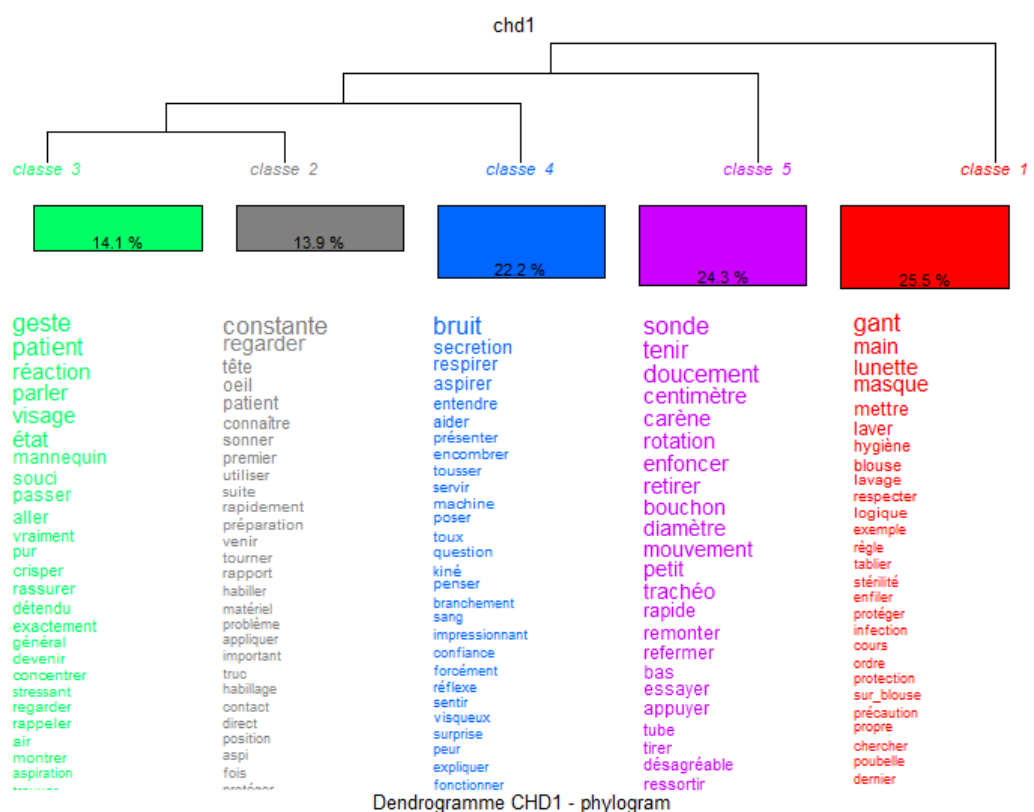 chd1
classe 3
classe 2
classe 4
classe 5
classe 1
14.1 %
13.9 %
22.2 %
24.3 %
25.5 %
geste
patient
réaction
parler
visage
état
mannequin
souci
passer
aller
vraiment
pur
crisper
rassurer
détendu
exactement
général
devenir
concentrer
stressant
regarder
rappeler
air
montrer
aspiration
constante
regarder
tête
oeil
patient
connaître
sonner
premier
utiliser
suite
rapidement
préparation
venir
tourner
rapport
habiller
matériel
problème
appliquer
important
truc
habillage
contact
direct
position
aspi
fois
protéger
bruit
secretion
respirer
aspirer
entendre
aider
présenter
encombrer
tousser
servir
machine
poser
toux
question
kiné
penser
branchement
sang
impressionnant
confiance
forcément
réflexe
sentir
visqueux
surprise
peur
expliquer
fonctionner
sonde
tenir
doucement
centimètre
carène
rotation
enfoncer
retirer
bouchon
diamètre
mouvement
petit
trachéo
rapide
remonter
refermer
bas
essayer
appuyer
tube
tirer
désagréable
ressortir
gant
main
lunette
masque
mettre
laver
hygiène
blouse
lavage
respecter
logique
exemple
règle
tablier
stérilité
enfiler
protéger
infection
cours
ordre
protection
sur_blouse
précaution
propre
chercher
poubelle
dernier
Dendrogramme CHD1 - phylogram